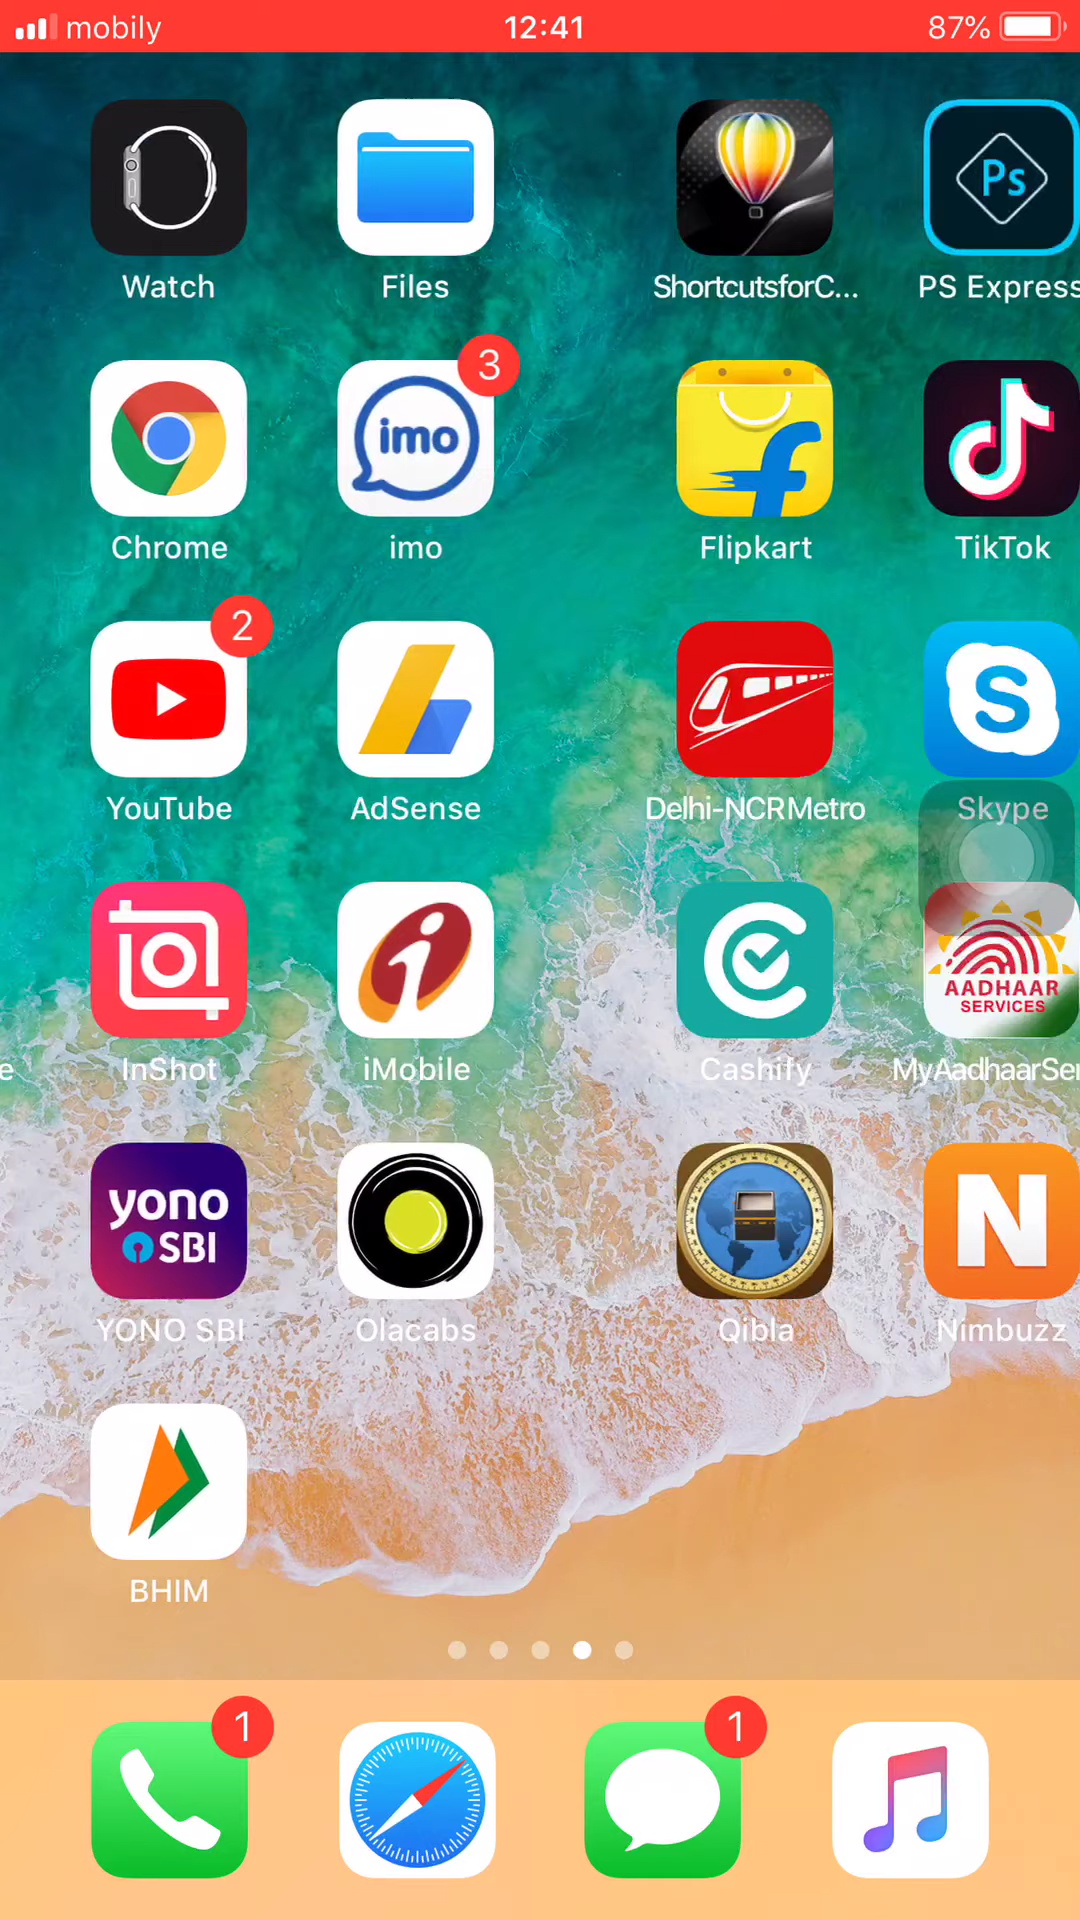 mobily 12:41 87%
Watch Files ShortcutsforC... PS Express
Ps
3
imo
Chrome imo Flipkart TikTok
2
YouTube AdSense Delhi-NCRMetro Skype
AADHAAR
SERVICES
e InShot iMobile Cashify MyAadhaarSer
yono
SBI
N
YONO SBI Olacabs Qibla Nimbuzz
BHIM
1 1